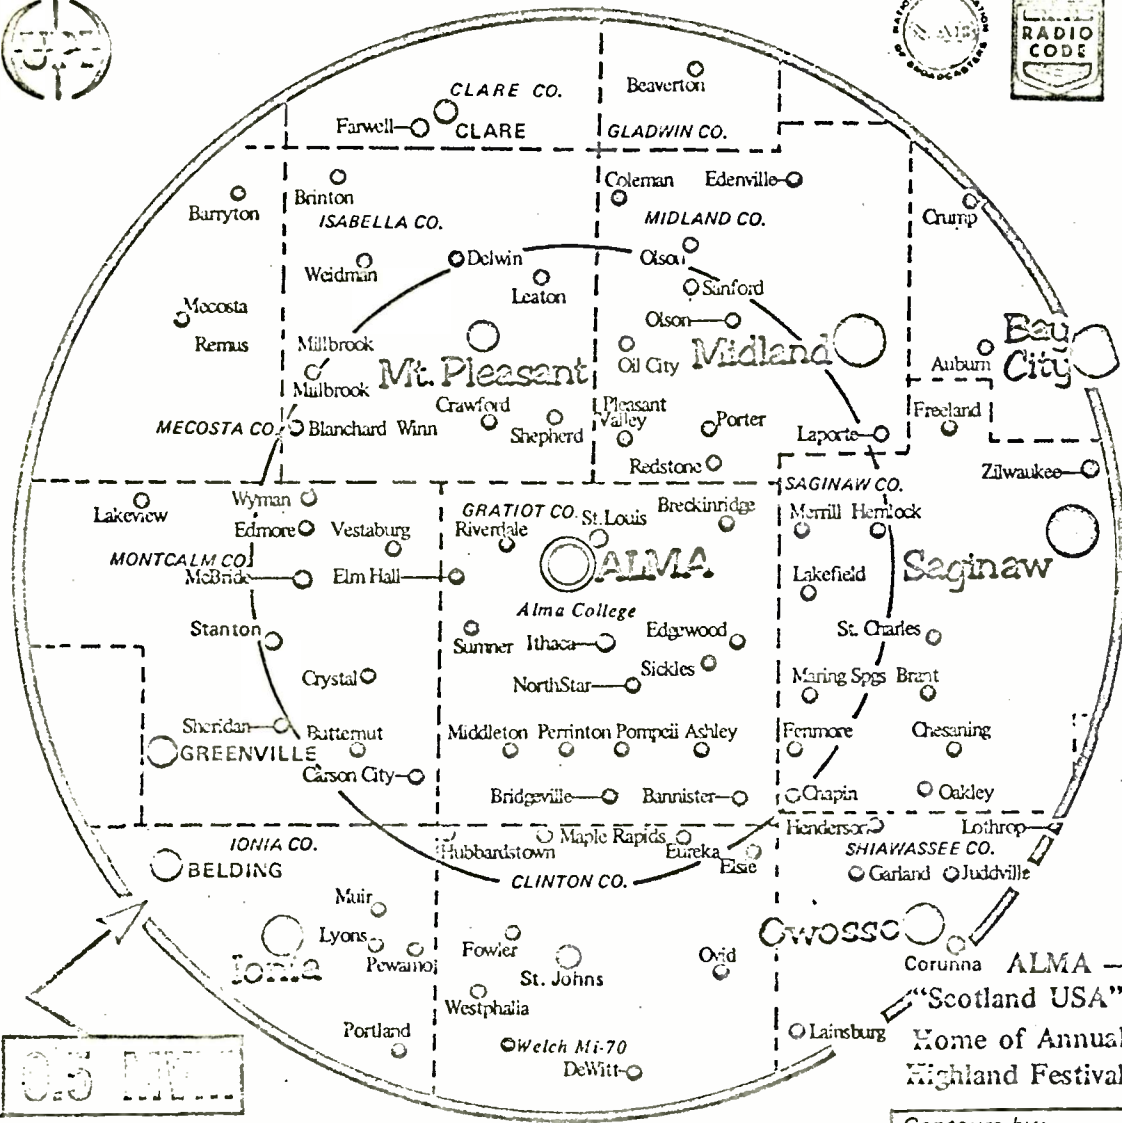 UPI
RADIO
CODE
OF BROADCASTERS
Beaverton
CLARE CO.
Farwell
CLARE
GLADWIN CO.
Coleman
Edenville
Barryton
Brinton
ISABELLA CO.
MIDLAND CO.
Crump
Weidman
Delwin
Olson
Leaton
Sanford
Mecosta
Olson
Bay
City
Remus
Millbrook
Midland
Oil City
Auburn
Mt. Pleasant
Millbrook
Crawford
Pleasant
Valley
Freeland
MECOSTA CO.
Blanchard
Winn
Shepherd
Porter
Laporte
Redstone
Zilwaukee
SAGINAW CO.
Lakeview
Wyman
Breckinridge
GRATIOT CO.
St. Louis
Merrill
Hemlock
Edmore
Vestaburg
Riverdale
MONTCALM CO.
ALMA
Saginaw
McBride
Elm Hall
Lakefield
Alma College
Stanton
Sumner
Ithaca
Edgewood
St. Charles
Sickles
Crystal
NorthStar
Maring Spgs
Brant
Sheridan
Butternut
Middleton
Perrinton
Pompeii
Ashley
Fenmore
Chesaning
GREENVILLE
Carson City
Bridgeville
Bannister
Chapin
Oakley
Henderson
Lothrop
IONIA CO.
Hubbardstown
Maple Rapids
Eureka
Elsie
SHIAWASSEE CO.
BELDING
CLINTON CO.
Garland
Juddville
Muir
Lyons
Pewamo
Ionia
Fowler
St. Johns
Ovid
Owosso
Corunna
ALMA —
"Scotland USA"
Westphalia
Portland
Welch Mi-70
DeWitt
Lainsburg
Home of Annual
Highland Festival
0.5